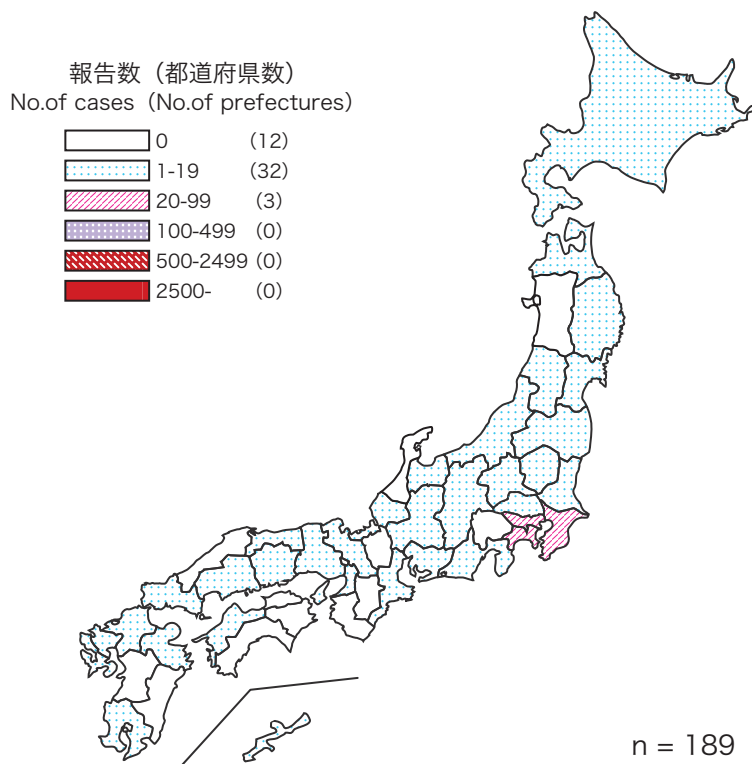 報告数（都道府県数）
No.of cases（No.of prefectures）
0 (12)
1-19 (32)
20-99 (3)
100-499 (0)
500-2499 (0)
2500- (0)
n = 189